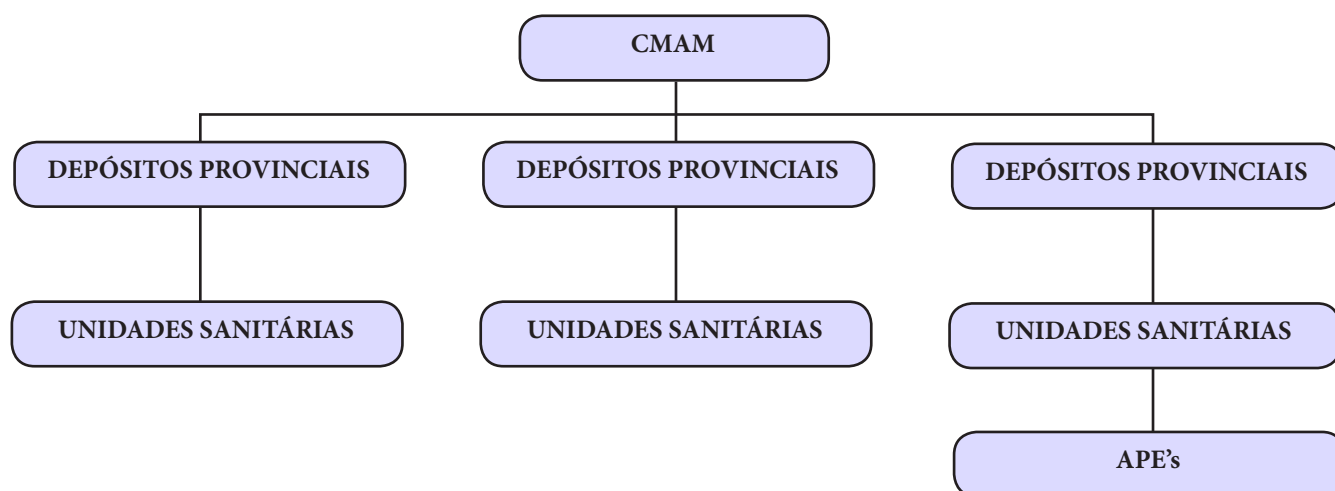 CMAM
DEPÓSITOS PROVINCIAIS
DEPÓSITOS PROVINCIAIS
DEPÓSITOS PROVINCIAIS
UNIDADES SANITÁRIAS
UNIDADES SANITÁRIAS
UNIDADES SANITÁRIAS
APE's